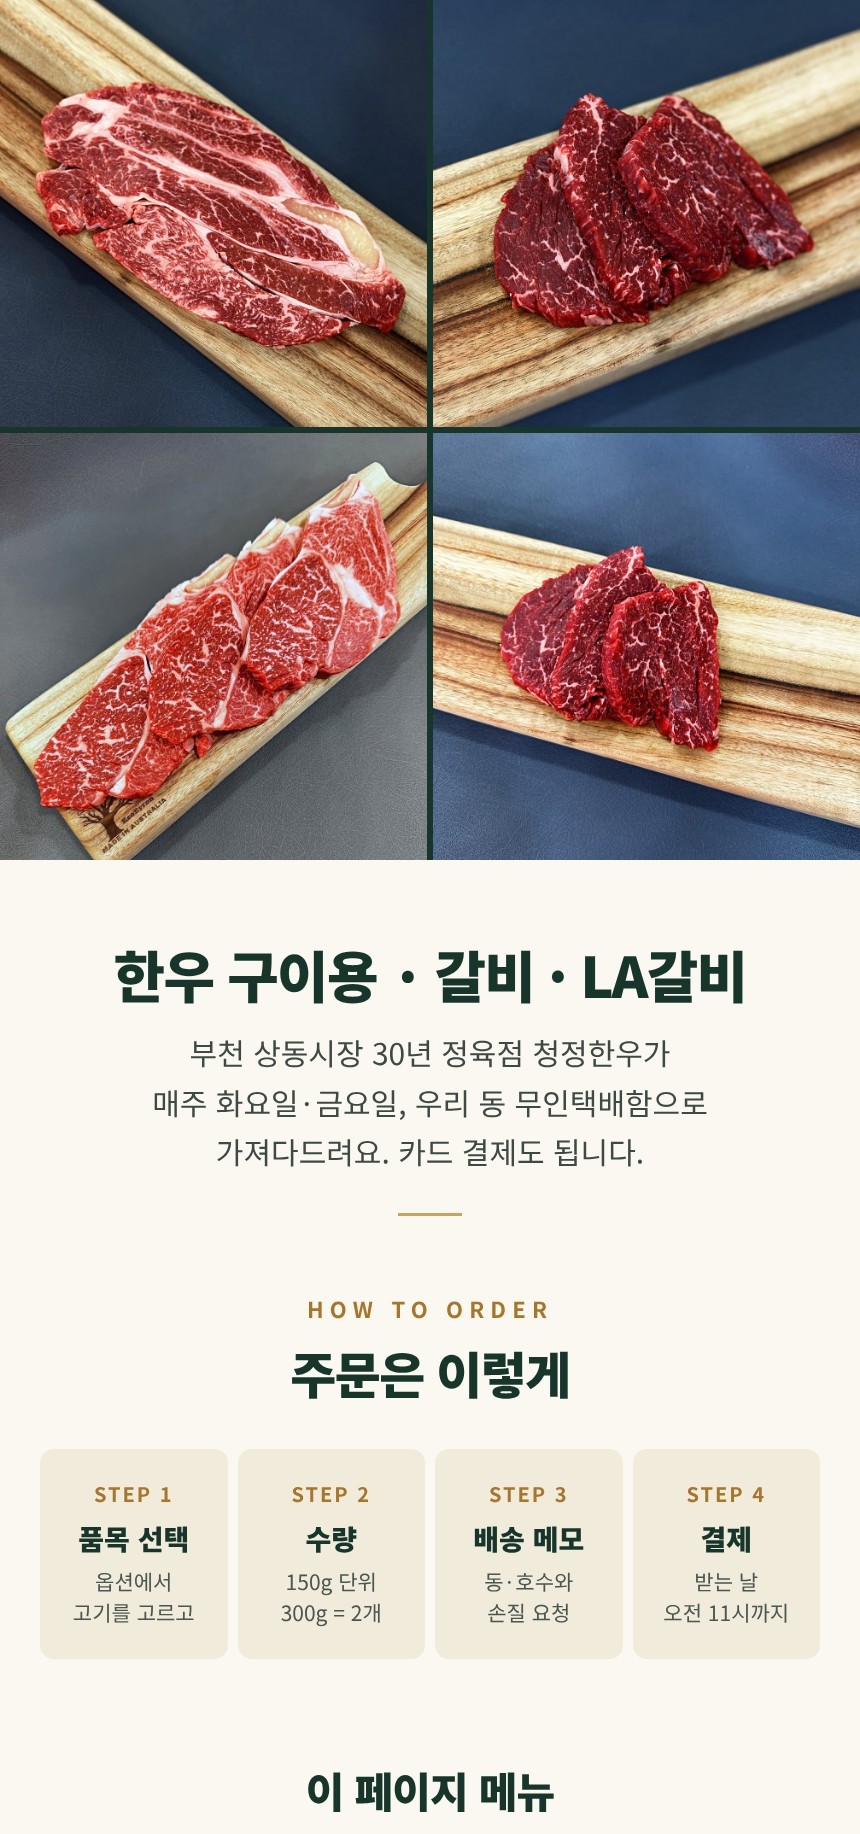 MADE IN AUSTRALIA
한우 구이용 · 갈비 · LA갈비
부천 상동시장 30년 정육점 청정한우가
매주 화요일·금요일, 우리 동 무인택배함으로
가져다드려요. 카드 결제도 됩니다.
HOW TO ORDER
주문은 이렇게
STEP 1
품목 선택
옵션에서
고기를 고르고
STEP 2
수량
150g 단위
300g = 2개
STEP 3
배송 메모
동·호수와
손질 요청
STEP 4
결제
받는 날
오전 11시까지
이 페이지 메뉴